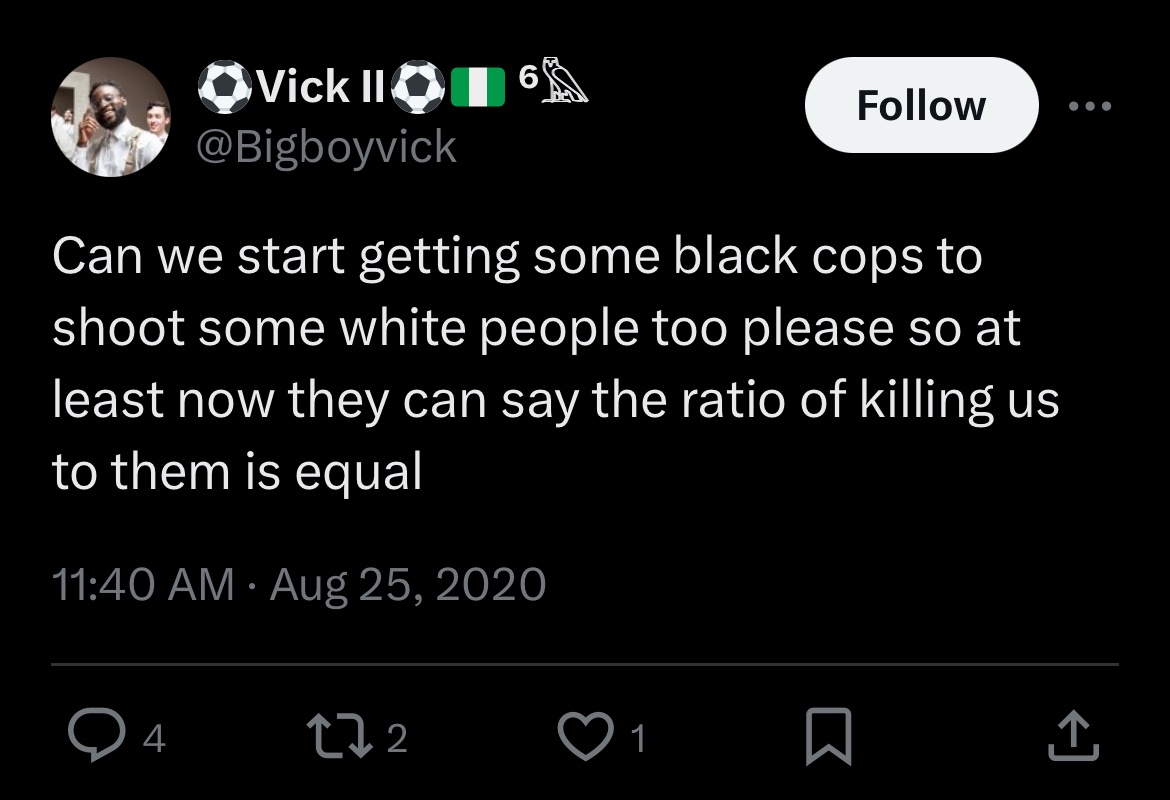 ⚽Vick II⚽🇳🇬 ⁶𓅓
@Bigboyvick
Follow
Can we start getting some black cops to
shoot some white people too please so at
least now they can say the ratio of killing us
to them is equal
11:40 AM · Aug 25, 2020
4
2
1